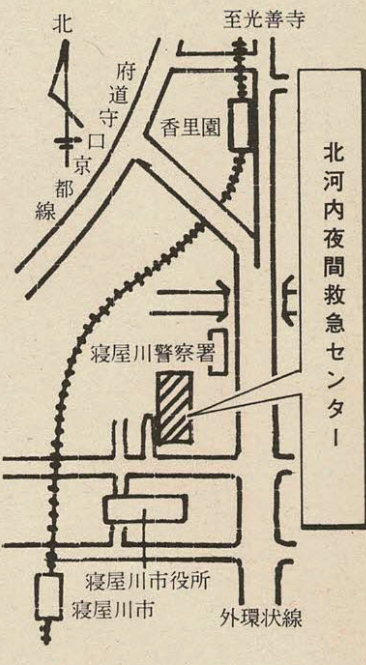 至光善寺
北
府道守口京都線
香里園
北河内夜間救急センター
寝屋川警察署
寝屋川市役所
寝屋川市
外環状線